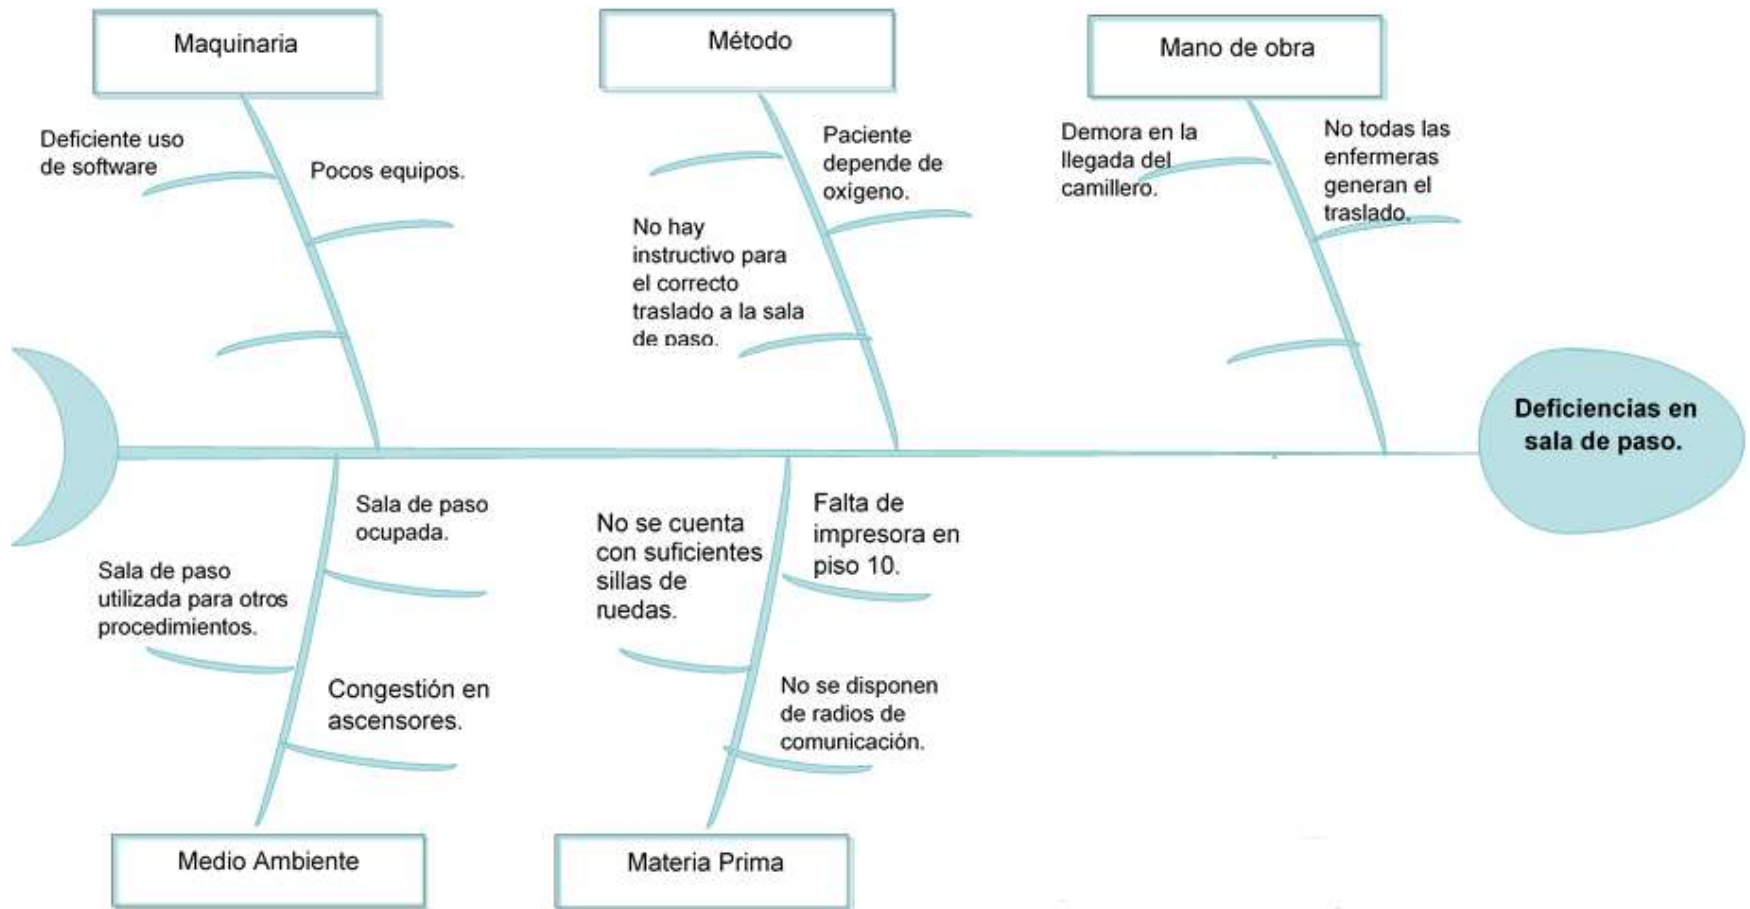 Maquinaria
Método
Mano de obra
Deficiente uso
de software
Pocos equipos.
Paciente
depende de
oxigeno.
No hay
instructivo para
el correcto
traslado a la sala
de paso.
Demora en la
llegada del
camillero.
No todas las
enfermeras
generan el
traslado.
Deficiencias en
sala de paso.
Sala de paso
ocupada.
Sala de paso
utilizada para otros
procedimientos.
Congestión en
ascensores.
No se cuenta
con suficientes
sillas de
ruedas.
Falta de
impresora en
piso 10.
No se disponen
de radios de
comunicación.
Medio Ambiente
Materia Prima